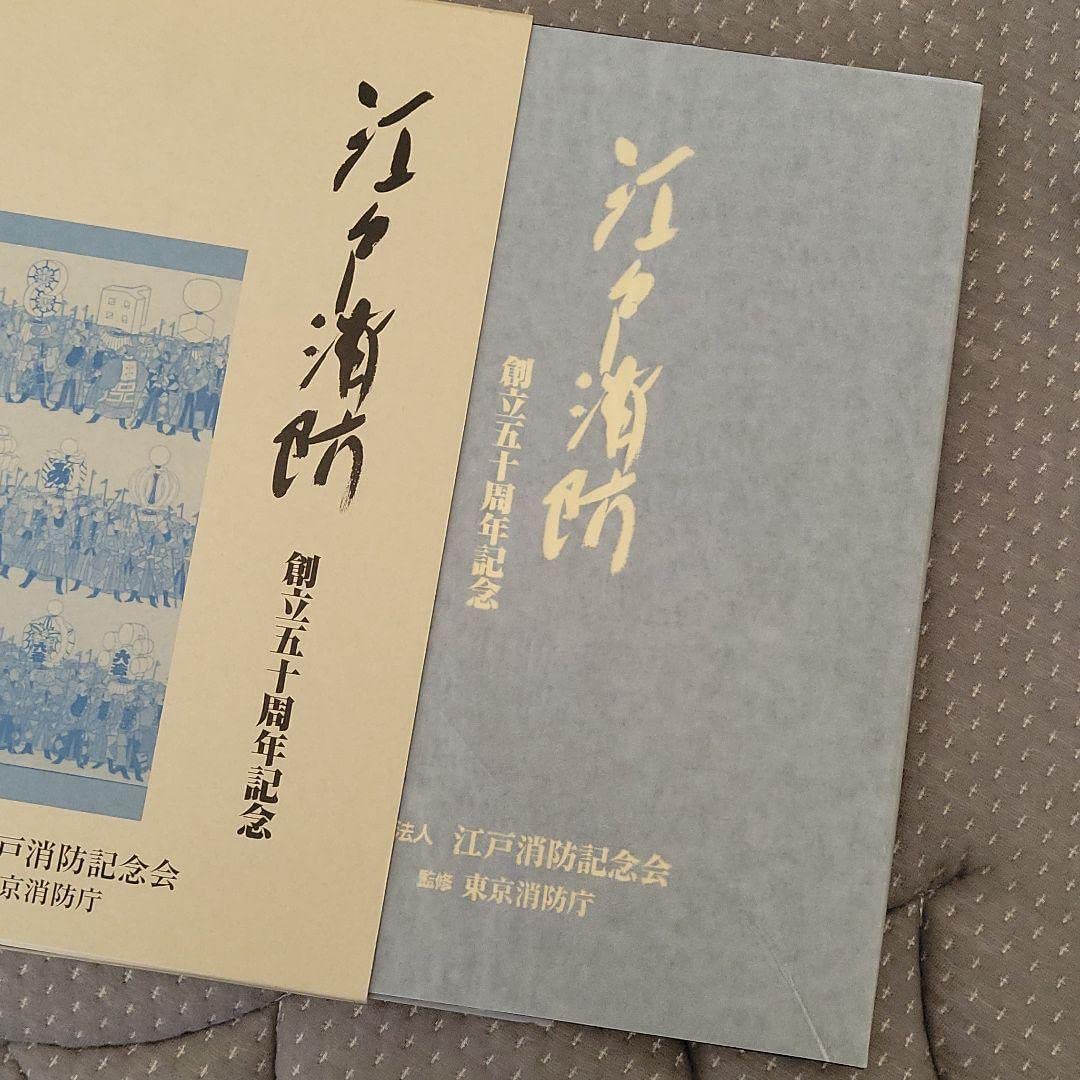 江戸消防
創立五十周年記念
戸消防記念会
京消防庁
江戸消防
創立五十周年記念
法人 江戸消防記念会
監修 東京消防庁